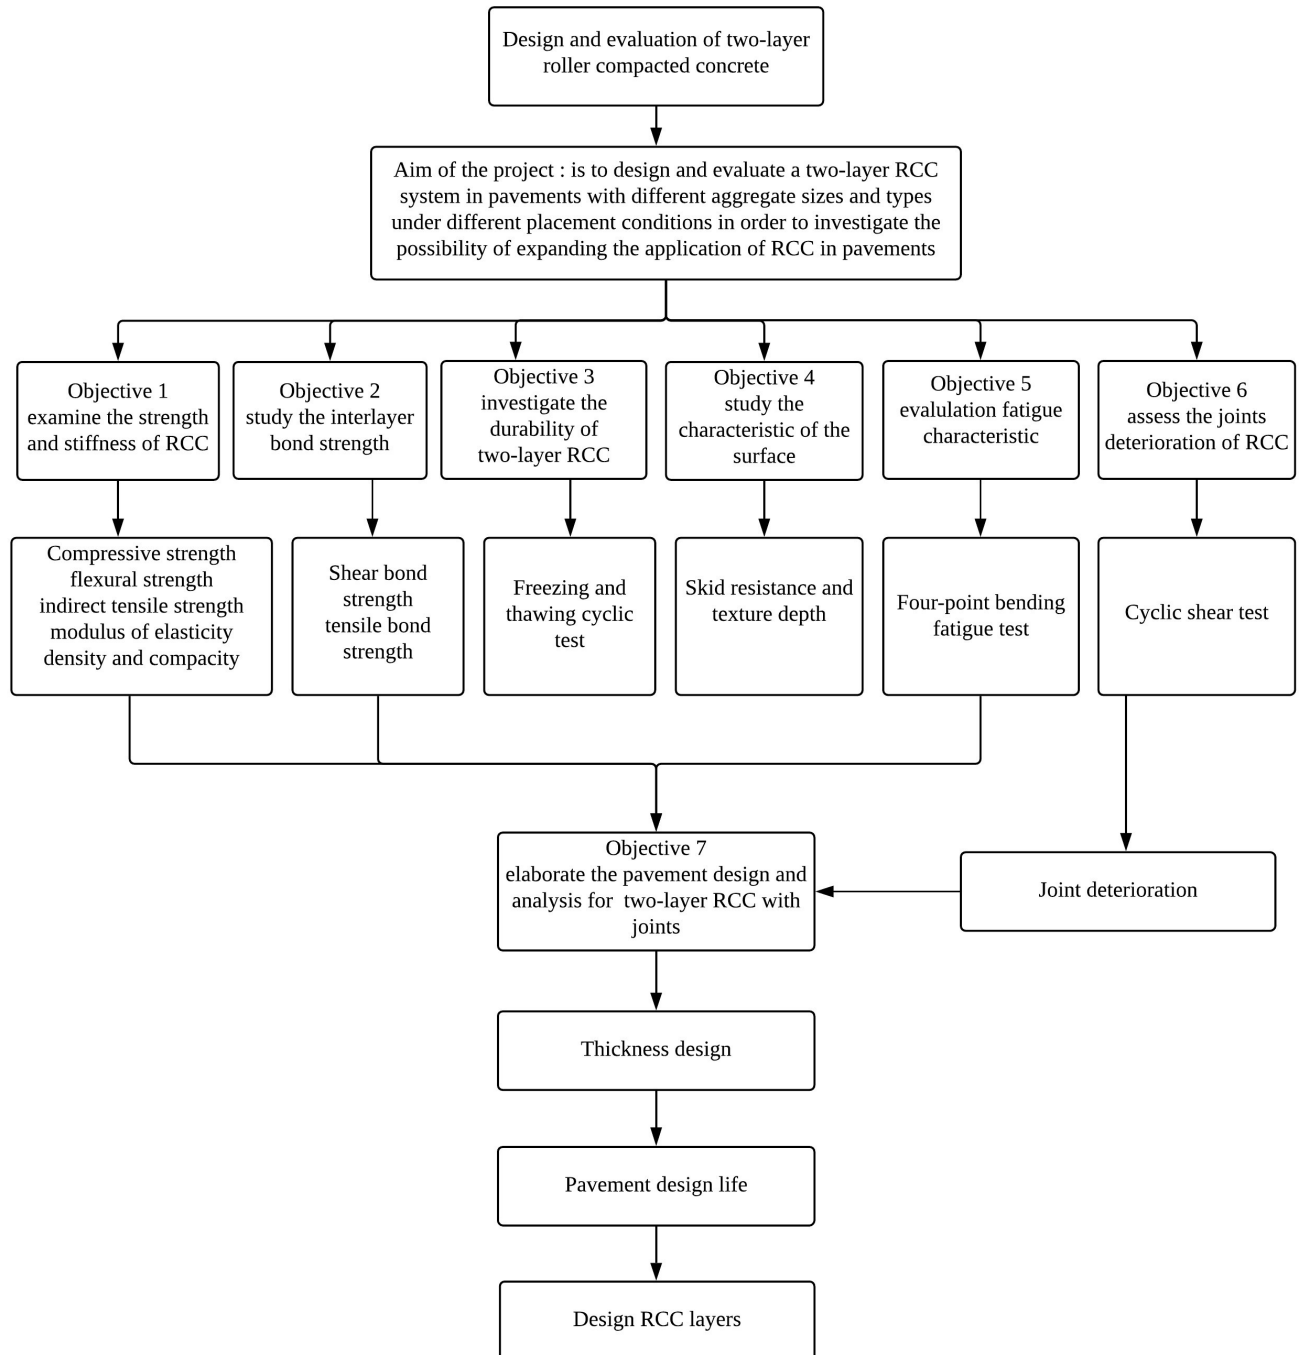 Design and evaluation of two-layer
roller compacted concrete
Aim of the project : is to design and evaluate a two-layer RCC
system in pavements with different aggregate sizes and types
under different placement conditions in order to investigate the
possibility of expanding the application of RCC in pavements
Objective 1
examine the strength
and stiffness of RCC
Objective 2
study the interlayer
bond strength
Objective 3
investigate the
durability of
two-layer RCC
Objective 4
study the
characteristic of the
surface
Objective 5
evalulation fatigue
characteristic
Objective 6
assess the joints
deterioration of RCC
Compressive strength
flexural strength
indirect tensile strength
modulus of elasticity
density and compacity
Shear bond
strength
tensile bond
strength
Freezing and
thawing cyclic
test
Skid resistance and
texture depth
Four-point bending
fatigue test
Cyclic shear test
Objective 7
elaborate the pavement design and
analysis for  two-layer RCC with
joints
Joint deterioration
Thickness design
Pavement design life
Design RCC layers